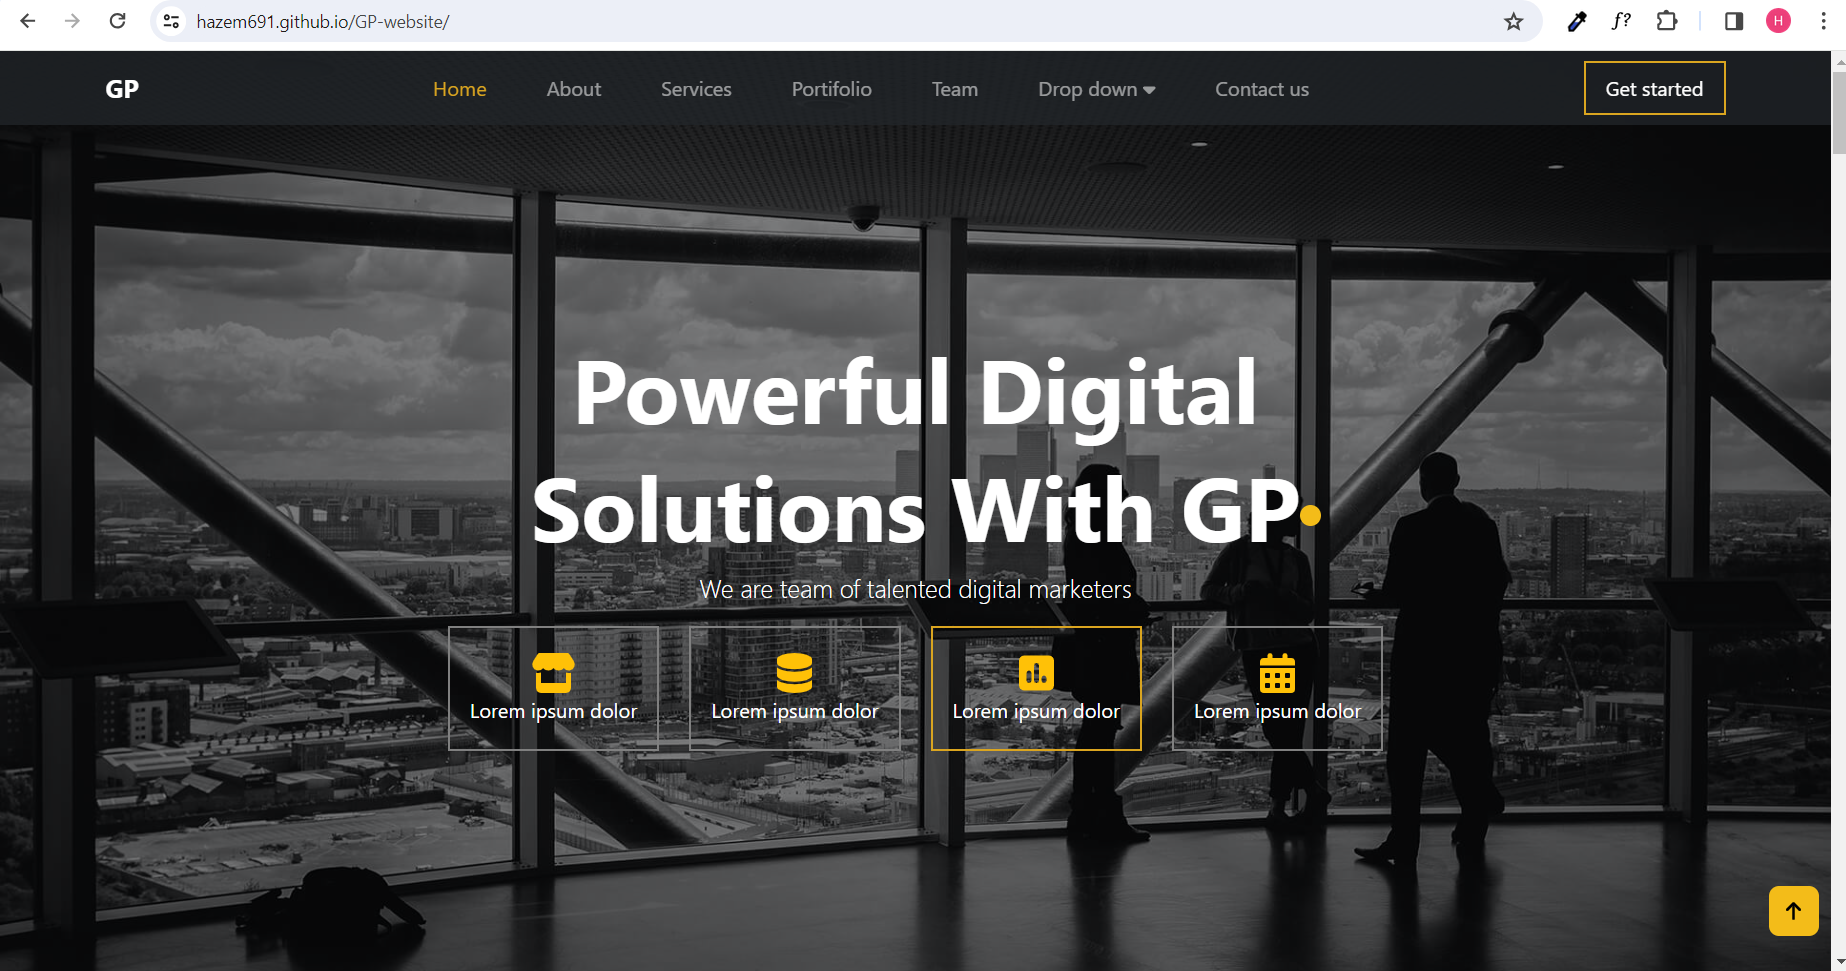 hazem691.github.io/GP-website/
f?
H
GP Home About Services Portifolio Team Drop down Contact us Get started
Powerful Digital
Solutions With GP
We are team of talented digital marketers
Lorem ipsum dolor Lorem ipsum dolor Lorem ipsum dolor Lorem ipsum dolor